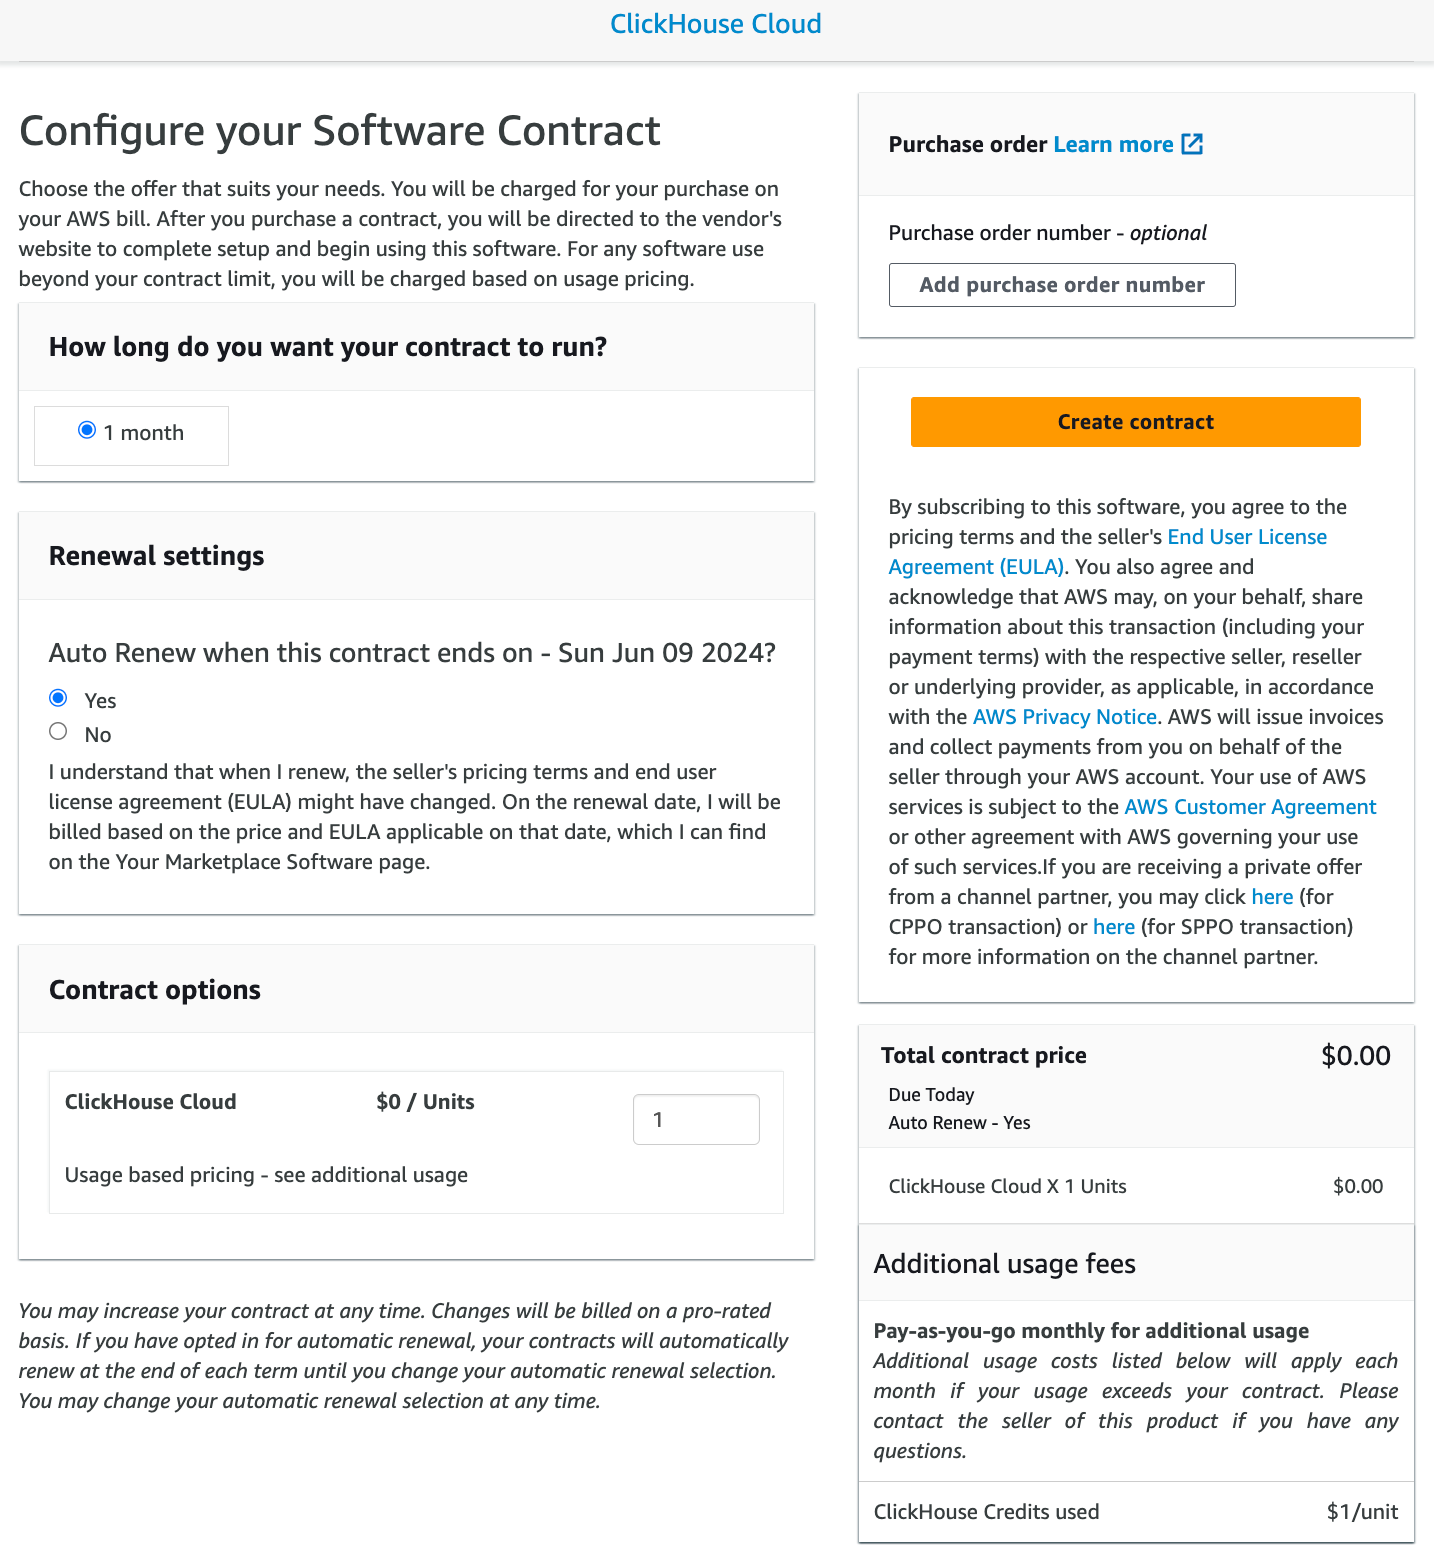 ClickHouse Cloud
Configure your Software Contract
Choose the offer that suits your needs. You will be charged for your purchase on
your AWS bill. After you purchase a contract, you will be directed to the vendor's
website to complete setup and begin using this software. For any software use
beyond your contract limit, you will be charged based on usage pricing.
How long do you want your contract to run?
1 month
Renewal settings
Auto Renew when this contract ends on - Sun Jun 09 2024?
Yes
No
I understand that when I renew, the seller's pricing terms and end user
license agreement (EULA) might have changed. On the renewal date, I will be
billed based on the price and EULA applicable on that date, which I can find
on the Your Marketplace Software page.
Contract options
ClickHouse Cloud $0 / Units 1
Usage based pricing - see additional usage
You may increase your contract at any time. Changes will be billed on a pro-rated
basis. If you have opted in for automatic renewal, your contracts will automatically
renew at the end of each term until you change your automatic renewal selection.
You may change your automatic renewal selection at any time.
Purchase order Learn more
Purchase order number - optional
Add purchase order number
Create contract
By subscribing to this software, you agree to the
pricing terms and the seller's End User License
Agreement (EULA). You also agree and
acknowledge that AWS may, on your behalf, share
information about this transaction (including your
payment terms) with the respective seller, reseller
or underlying provider, as applicable, in accordance
with the AWS Privacy Notice. AWS will issue invoices
and collect payments from you on behalf of the
seller through your AWS account. Your use of AWS
services is subject to the AWS Customer Agreement
or other agreement with AWS governing your use
of such services.If you are receiving a private offer
from a channel partner, you may click here (for
CPPO transaction) or here (for SPPO transaction)
for more information on the channel partner.
Total contract price $0.00
Due Today
Auto Renew - Yes
ClickHouse Cloud X 1 Units $0.00
Additional usage fees
Pay-as-you-go monthly for additional usage
Additional usage costs listed below will apply each
month if your usage exceeds your contract. Please
contact the seller of this product if you have any
questions.
ClickHouse Credits used $1/unit